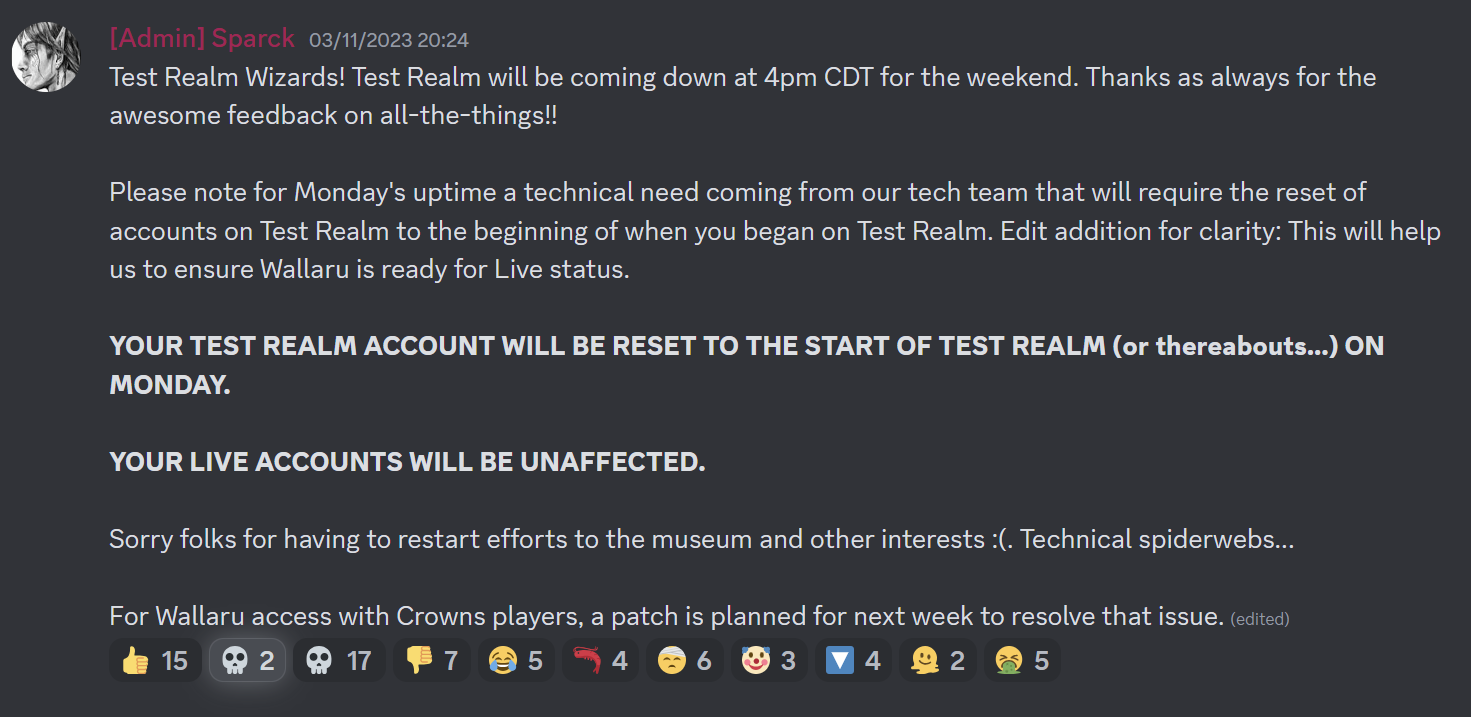 [Admin] Sparck 03/11/2023 20:24
Test Realm Wizards! Test Realm will be coming down at 4pm CDT for the weekend. Thanks as always for the
awesome feedback on all-the-things!!
Please note for Monday's uptime a technical need coming from our tech team that will require the reset of
accounts on Test Realm to the beginning of when you began on Test Realm. Edit addition for clarity: This will help
us to ensure Wallaru is ready for Live status.
YOUR TEST REALM ACCOUNT WILL BE RESET TO THE START OF TEST REALM (or thereabouts...) ON
MONDAY.
YOUR LIVE ACCOUNTS WILL BE UNAFFECTED.
Sorry folks for having to restart efforts to the museum and other interests :(. Technical spiderwebs...
For Wallaru access with Crowns players, a patch is planned for next week to resolve that issue. (edited)
15 2 17 7 5 4 6 3 4 2 5